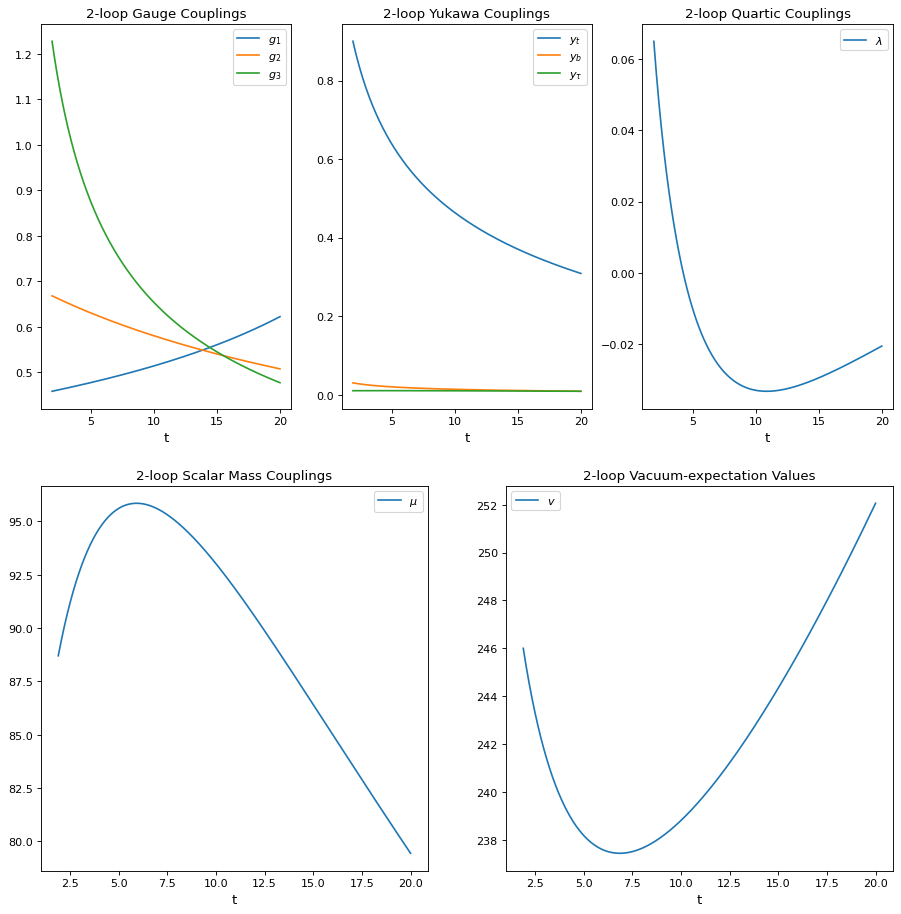 2-loop Gauge Couplings
g₁
g₂
g₃
1.2
1.1
1.0
0.9
0.8
0.7
0.6
0.5
5 10 15 20
t
2-loop Yukawa Couplings
yₜ
y_b
y_τ
0.8
0.6
0.4
0.2
0.0
5 10 15 20
t
2-loop Quartic Couplings
λ
0.06
0.04
0.02
0.00
−0.02
5 10 15 20
t
2-loop Scalar Mass Couplings
μ
95.0
92.5
90.0
87.5
85.0
82.5
80.0
2.5 5.0 7.5 10.0 12.5 15.0 17.5 20.0
t
2-loop Vacuum-expectation Values
v
252
250
248
246
244
242
240
238
2.5 5.0 7.5 10.0 12.5 15.0 17.5 20.0
t